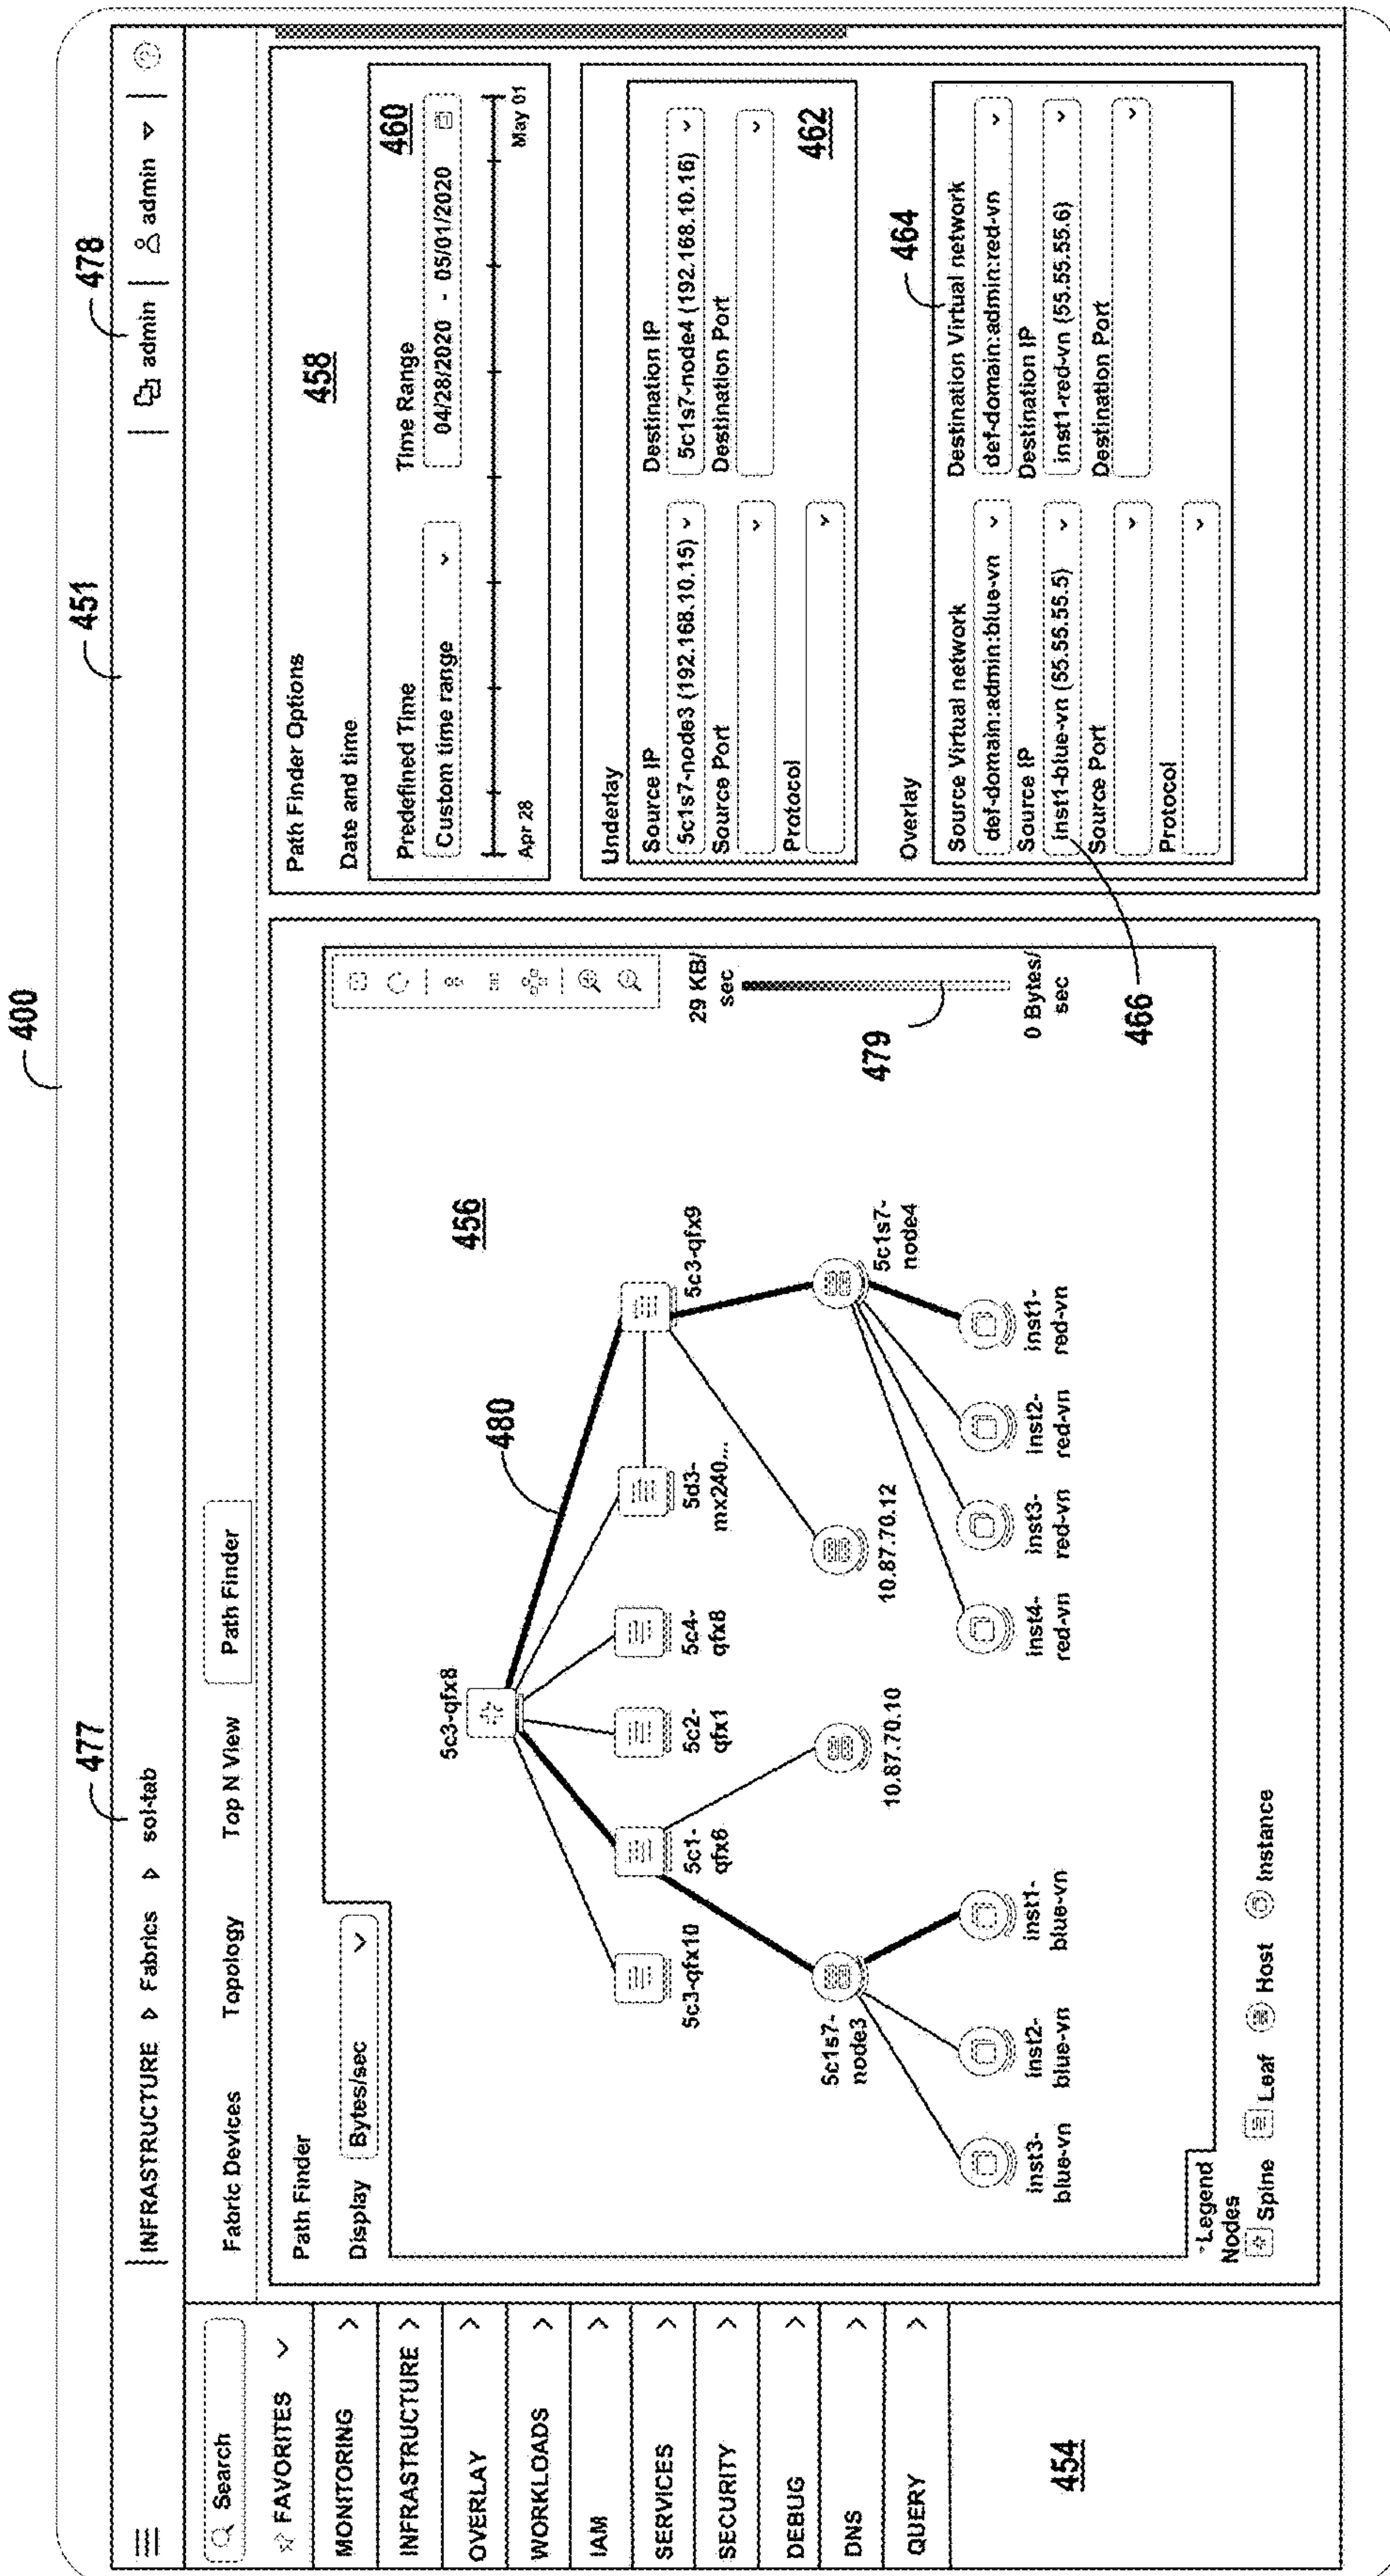 400
477
451
478
INFRASTRUCTURE ▷ Fabrics ▷ sol-tab
admin
admin
?
Search
FAVORITES
MONITORING
INFRASTRUCTURE
OVERLAY
WORKLOADS
IAM
SERVICES
SECURITY
DEBUG
DNS
QUERY
454
Fabric Devices
Topology
Top N View
Path Finder
Path Finder
Display
Bytes/sec
456
480
5c3-qfx8
5c3-qfx10
5c1-
qfx6
5c2-
qfx1
5c4-
qfx8
5d3-
mx240...
5c3-qfx9
5c1s7-
node3
10.87.70.10
10.87.70.12
5c1s7-
node4
inst3-
blue-vn
inst2-
blue-vn
inst1-
blue-vn
inst4-
red-vn
inst3-
red-vn
inst2-
red-vn
inst1-
red-vn
29 KB/
sec
479
0 Bytes/
sec
Legend
Nodes
Spine
Leaf
Host
Instance
Path Finder Options
458
Date and time
460
Predefined Time
Time Range
Custom time range
04/28/2020 - 05/01/2020
Apr 28
May 01
Underlay
Source IP
Destination IP
5c1s7-node3 (192.168.10.15)
5c1s7-node4 (192.168.10.16)
Source Port
Destination Port
Protocol
462
Overlay
464
Source Virtual network
Destination Virtual network
def-domain:admin:blue-vn
def-domain:admin:red-vn
Source IP
Destination IP
inst1-blue-vn (55.55.55.5)
inst1-red-vn (55.55.55.6)
Source Port
Destination Port
Protocol
466